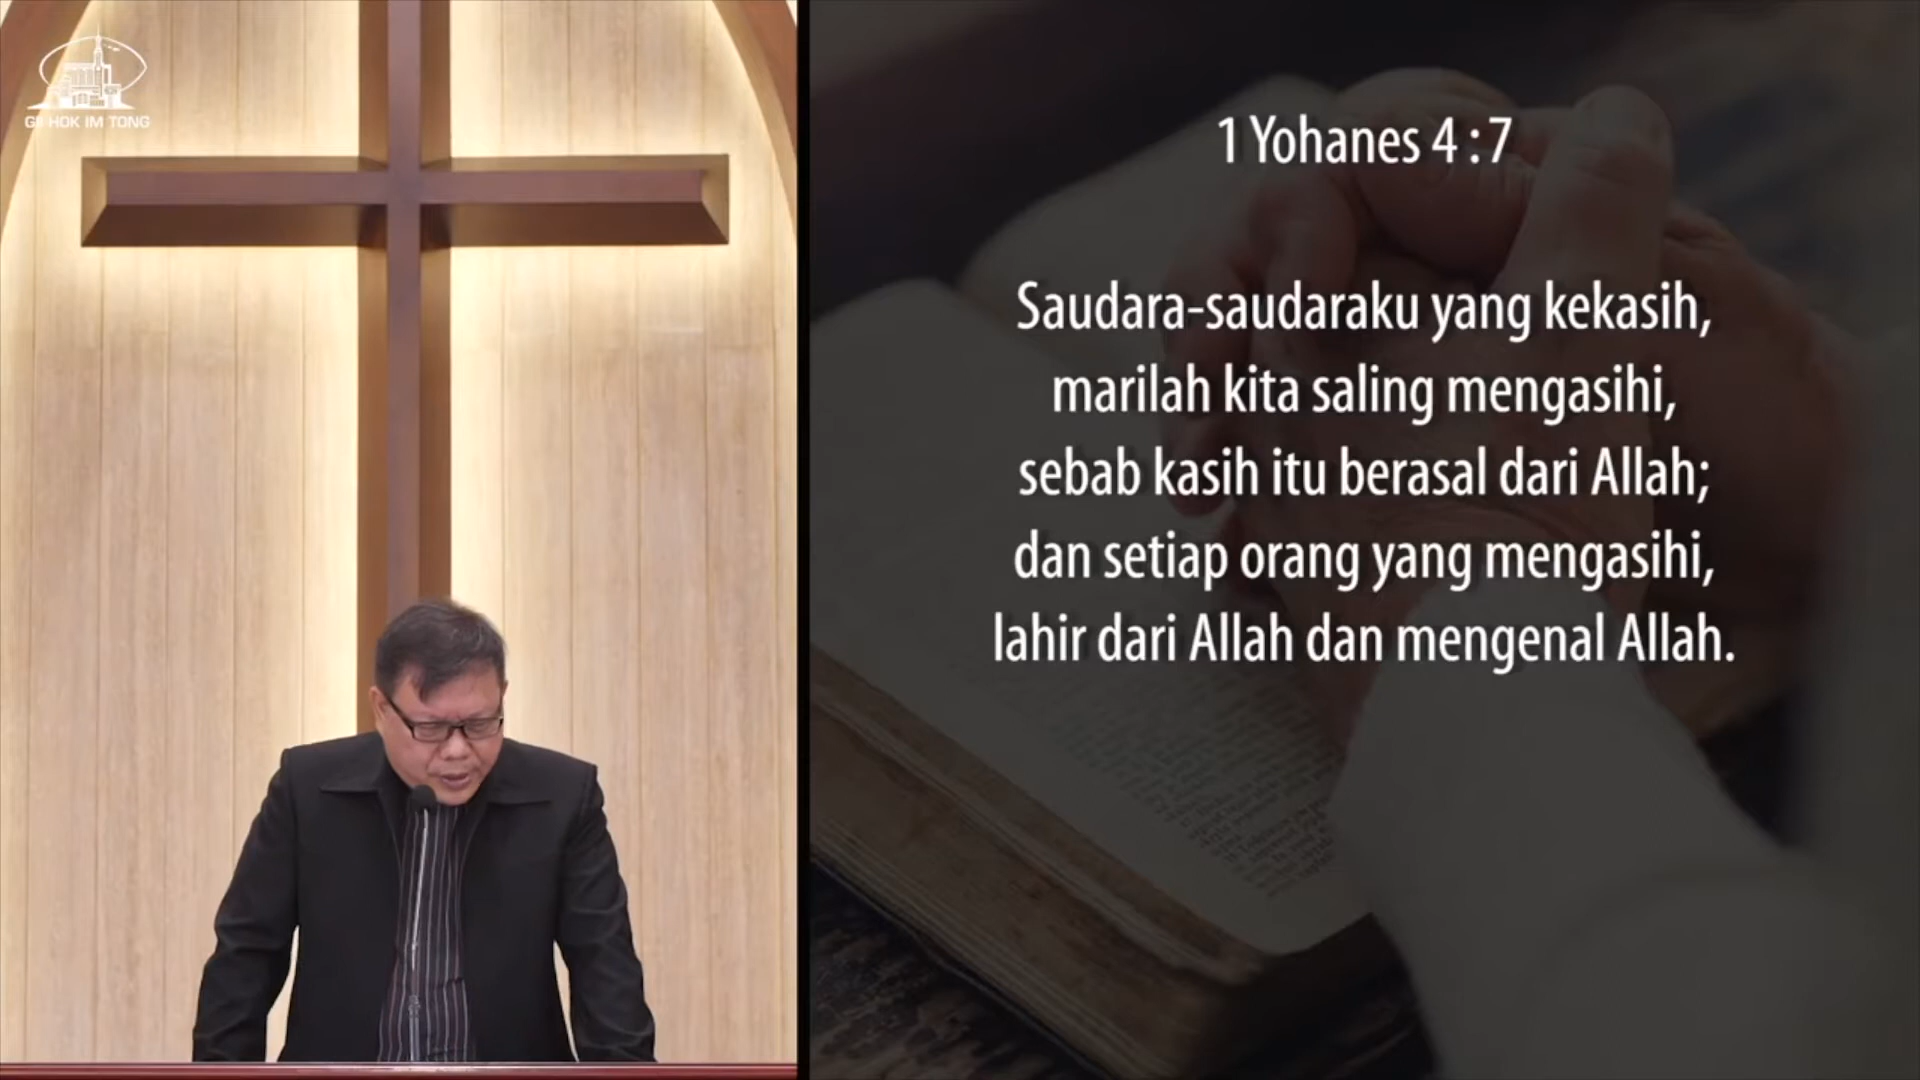 GII HOK IM TONG
1 Yohanes 4 : 7
Saudara-saudaraku yang kekasih,
marilah kita saling mengasihi,
sebab kasih itu berasal dari Allah;
dan setiap orang yang mengasihi,
lahir dari Allah dan mengenal Allah.